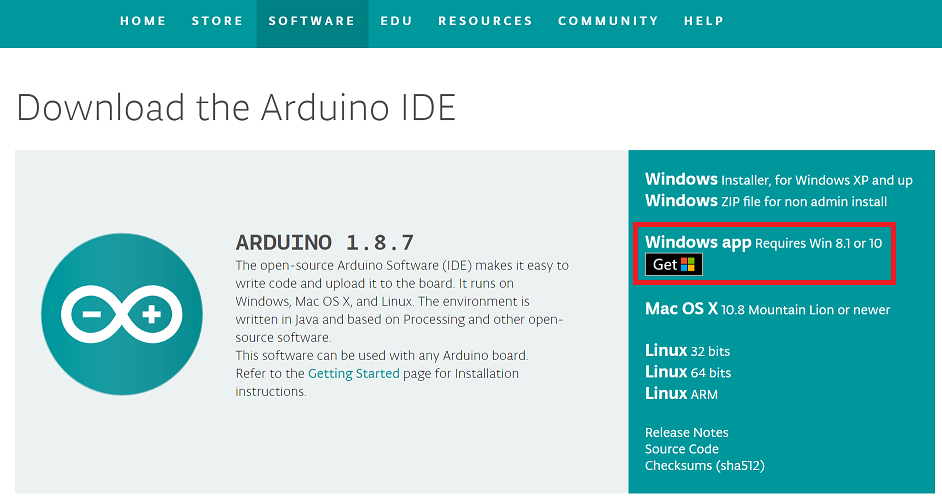 HOME STORE SOFTWARE EDU RESOURCES COMMUNITY HELP
Download the Arduino IDE
ARDUINO 1.8.7
The open-source Arduino Software (IDE) makes it easy to
write code and upload it to the board. It runs on
Windows, Mac OS X, and Linux. The environment is
written in Java and based on Processing and other open-
source software.
This software can be used with any Arduino board.
Refer to the Getting Started page for Installation
instructions.
Windows Installer, for Windows XP and up
Windows ZIP file for non admin install
Windows app Requires Win 8.1 or 10
Get
Mac OS X 10.8 Mountain Lion or newer
Linux 32 bits
Linux 64 bits
Linux ARM
Release Notes
Source Code
Checksums (sha512)